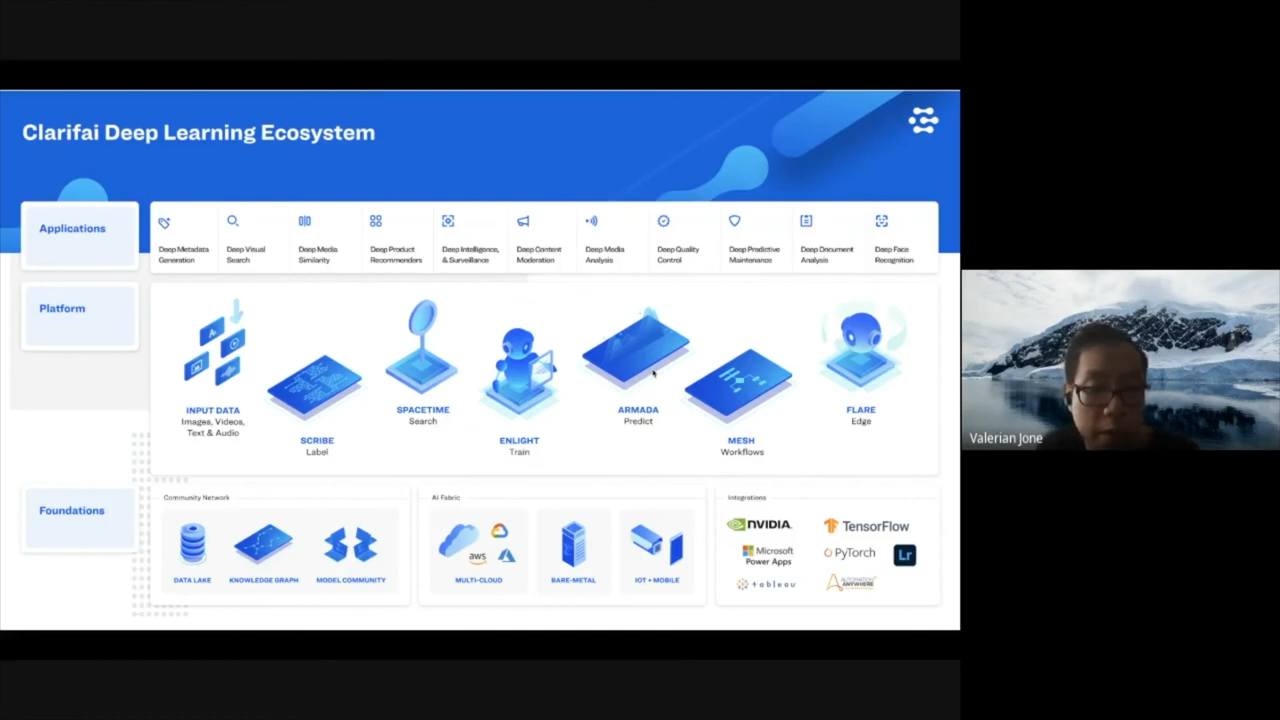 Clarifai Deep Learning Ecosystem
Applications
Deep Metadata
Generation
Deep Visual
Search
Deep Media
Similarity
Deep Product
Recommenders
Deep Intelligence,
& Surveillance
Deep Content
Moderation
Deep Media
Analysis
Deep Quality
Control
Deep Predictive
Maintenance
Deep Document
Analysis
Deep Face
Recognition
Platform
INPUT DATA
Images, Videos,
Text & Audio
SCRIBE
Label
SPACETIME
Search
ENLIGHT
Train
ARMADA
Predict
MESH
Workflows
FLARE
Edge
Valerian Jone
Foundations
Community Network
DATA LAKE
KNOWLEDGE GRAPH
MODEL COMMUNITY
AI Fabric
aws
MULTI-CLOUD
BARE-METAL
IOT + MOBILE
Integrations
NVIDIA.
TensorFlow
Microsoft
Power Apps
PyTorch
Lr
+ableau
AUTOMATION
ANYWHERE